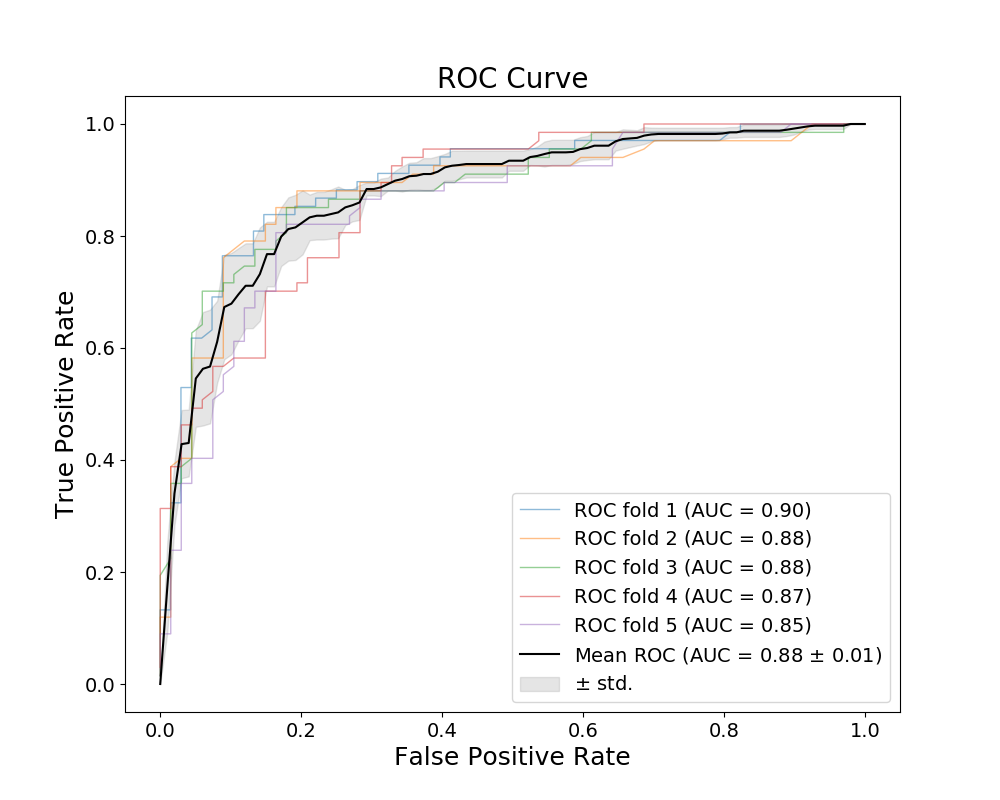 ROC Curve
1.0
0.8
0.6
0.4
0.2
0.0
True Positive Rate
ROC fold 1 (AUC = 0.90)
ROC fold 2 (AUC = 0.88)
ROC fold 3 (AUC = 0.88)
ROC fold 4 (AUC = 0.87)
ROC fold 5 (AUC = 0.85)
Mean ROC (AUC = 0.88 ± 0.01)
± std.
0.0 0.2 0.4 0.6 0.8 1.0
False Positive Rate